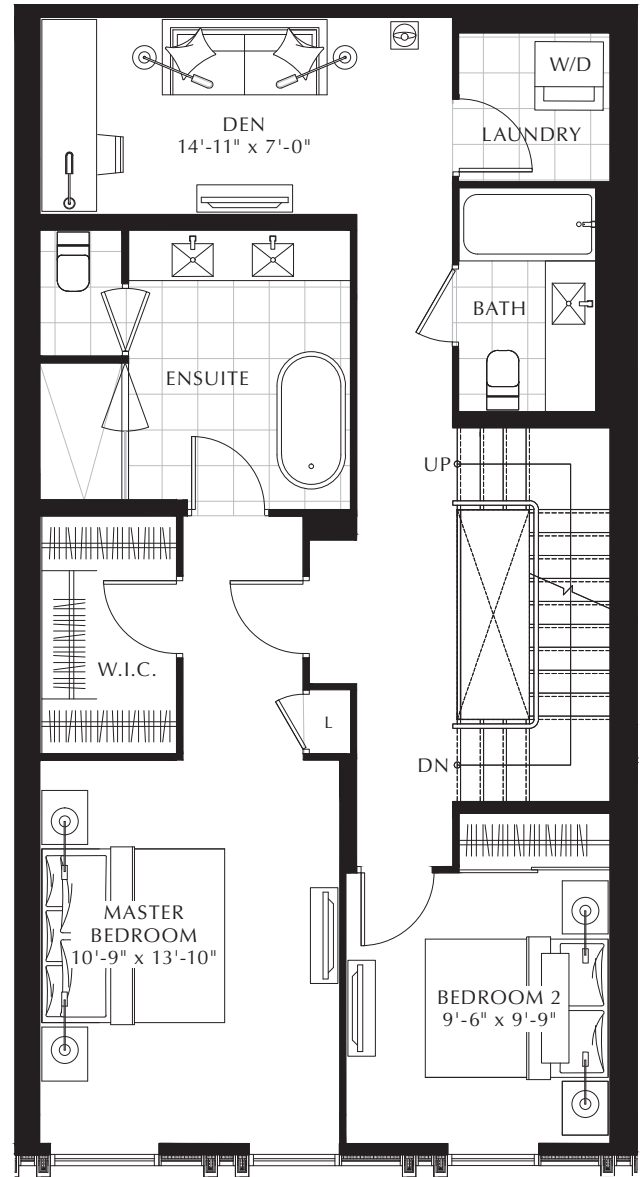 W/D
DEN
14'-11" x 7'-0"
LAUNDRY
BATH
ENSUITE
UP
W.I.C.
L
DN
MASTER
BEDROOM
10'-9" x 13'-10"
BEDROOM 2
9'-6" x 9'-9"